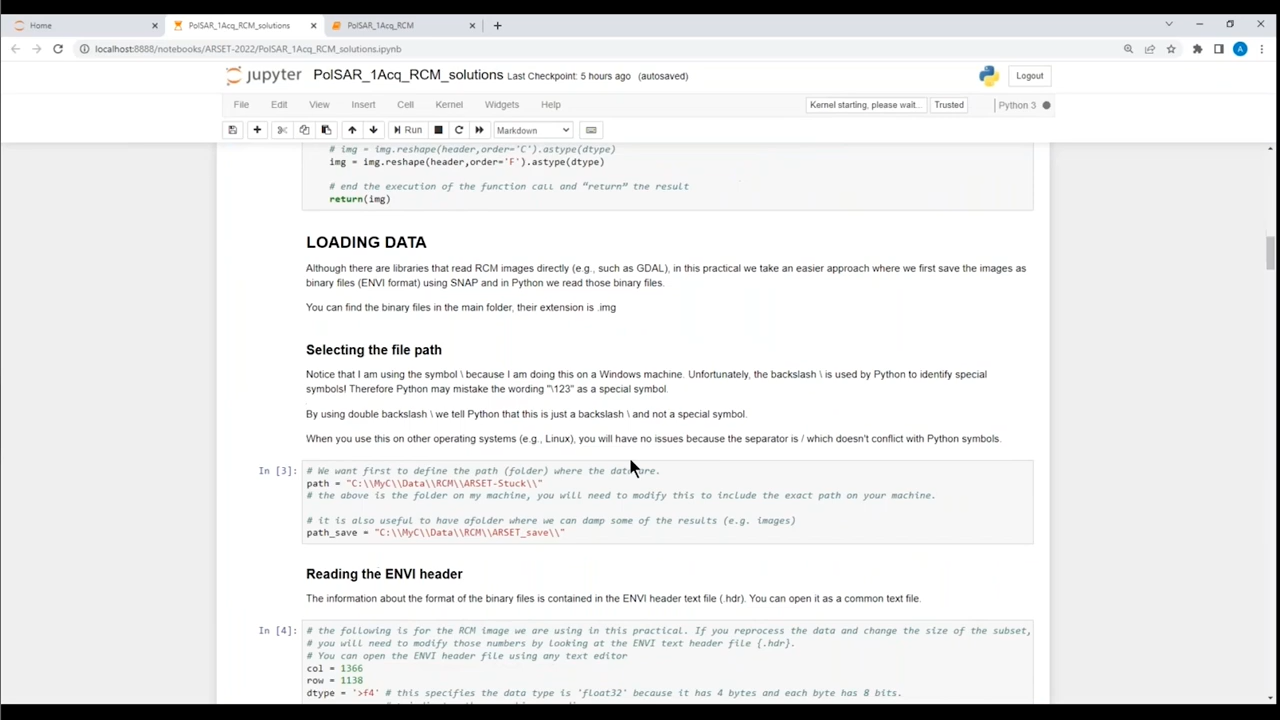 Home
PolSAR_1Acq_RCM_solutions
PolSAR_1Acq_RCM
localhost:8888/notebooks/ARSET-2022/PolSAR_1Acq_RCM_solutions.ipynb
A
jupyter PolSAR_1Acq_RCM_solutions Last Checkpoint: 5 hours ago (autosaved)
Logout
File Edit View Insert Cell Kernel Widgets Help
Kernel starting, please wait... Trusted Python 3
Run Markdown
# img = img.reshape(header,order='C').astype(dtype)
img = img.reshape(header,order='F').astype(dtype)
# end the execution of the function call and “return” the result
return(img)
LOADING DATA
Although there are libraries that read RCM images directly (e.g., such as GDAL), in this practical we take an easier approach where we first save the images as
binary files (ENVI format) using SNAP and in Python we read those binary files.
You can find the binary files in the main folder, their extension is .img
Selecting the file path
Notice that I am using the symbol \ because I am doing this on a Windows machine. Unfortunately, the backslash \ is used by Python to identify special
symbols! Therefore Python may mistake the wording "\123" as a special symbol.
By using double backslash \ we tell Python that this is just a backslash \ and not a special symbol.
When you use this on other operating systems (e.g., Linux), you will have no issues because the separator is / which doesn't conflict with Python symbols.
In [3]: # We want first to define the path (folder) where the data are.
path = "C:\\MyC\\Data\\RCM\\ARSET-Stuck\\"
# the above is the folder on my machine, you will need to modify this to include the exact path on your machine.
# it is also useful to have afolder where we can damp some of the results (e.g. images)
path_save = "C:\\MyC\\Data\\RCM\\ARSET_save\\"
Reading the ENVI header
The information about the format of the binary files is contained in the ENVI header text file (.hdr). You can open it as a common text file.
In [4]: # the following is for the RCM image we are using in this practical. If you reprocess the data and change the size of the subset,
# you will need to modify those numbers by looking at the ENVI text header file {.hdr}.
# You can open the ENVI header file using any text editor
col = 1366
row = 1138
dtype = '>f4' # this specifies the data type is 'float32' because it has 4 bytes and each byte has 8 bits.